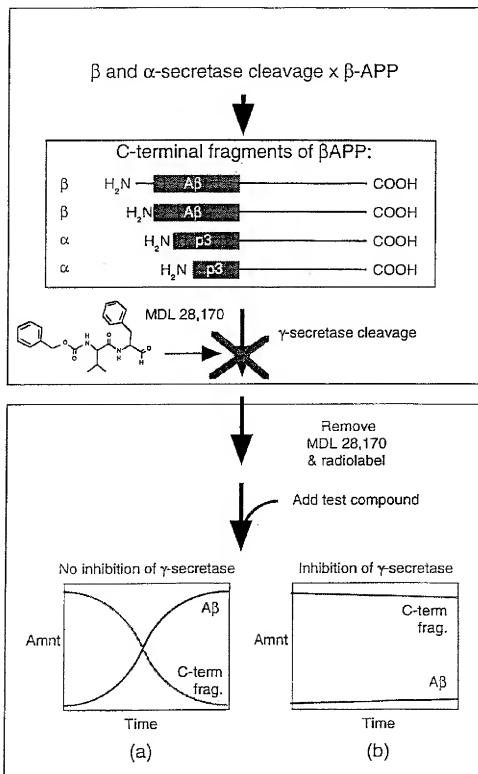 β and α-secretase cleavage x β-APP
C-terminal fragments of βAPP:
β H₂N Aβ COOH
β H₂N Aβ COOH
α H₂N p3 COOH
α H₂N p3 COOH
MDL 28,170
γ-secretase cleavage
O N H O N H O
O
Remove
MDL 28,170
& radiolabel
Add test compound
No inhibition of γ-secretase
Aβ
Amnt
C-term
frag.
Time
(a)
Inhibition of γ-secretase
C-term
frag.
Amnt
Aβ
Time
(b)